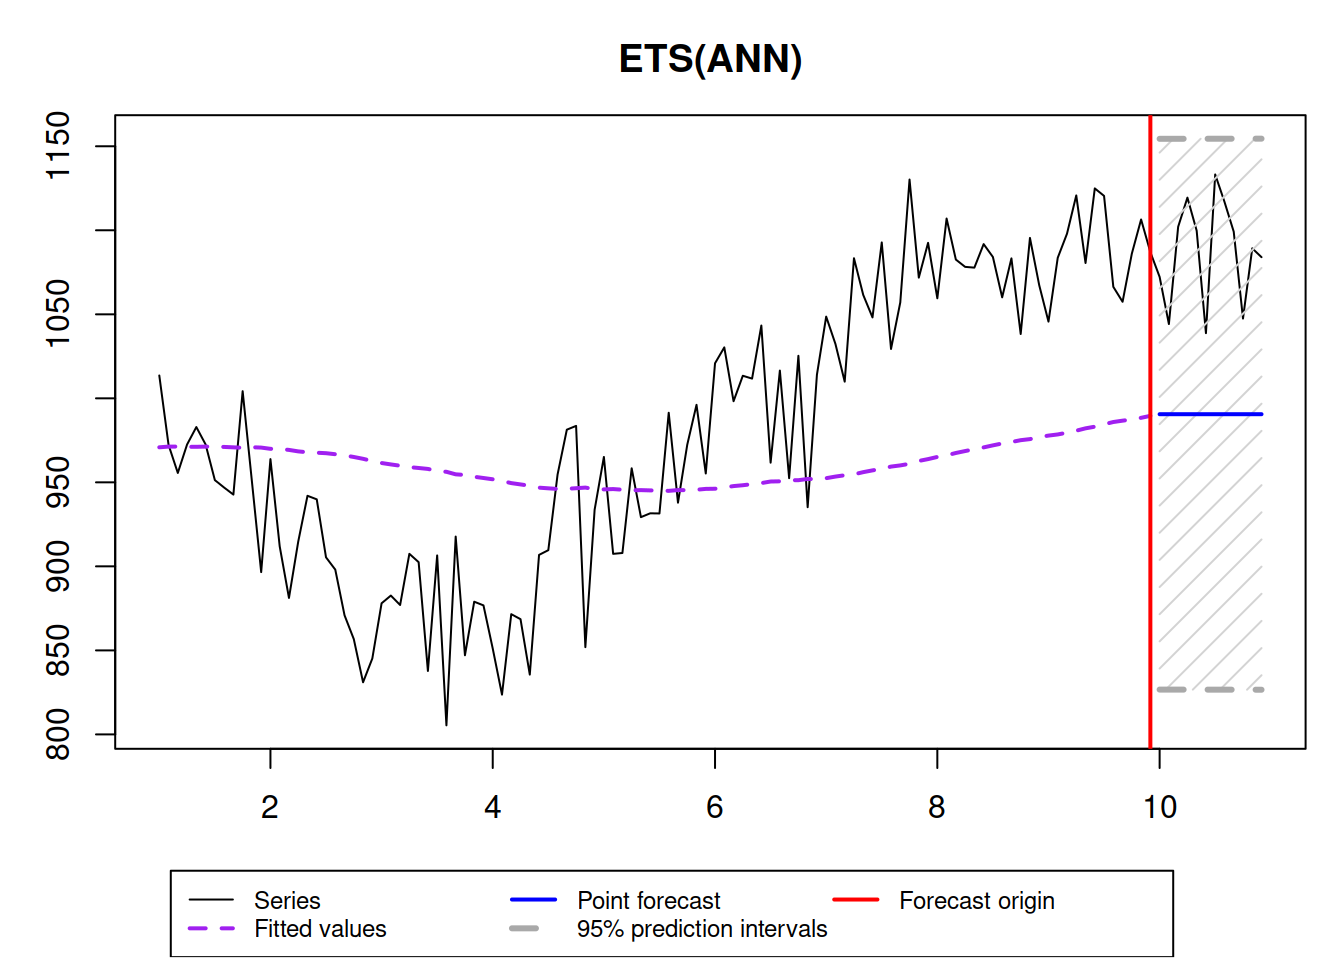 ETS(ANN)
1150
1050
950
900
850
800
2 4 6 8 10
Series Point forecast Forecast origin
Fitted values 95% prediction intervals